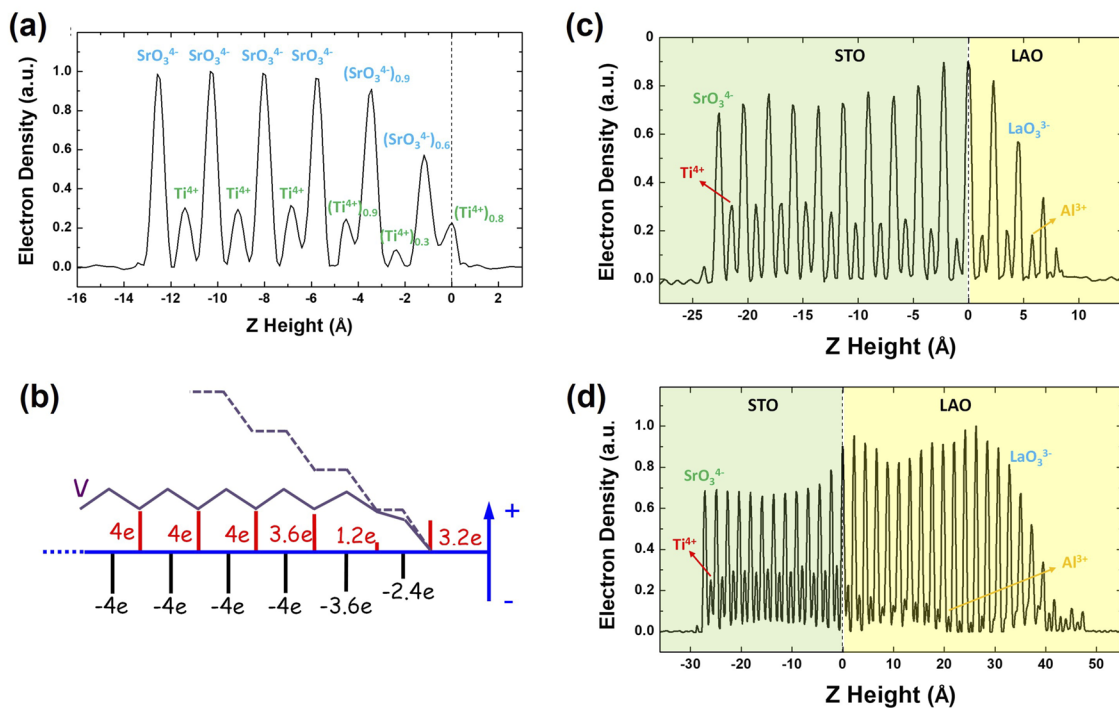 (a)
Electron Density (a.u.)
1.0
0.8
0.6
0.4
0.2
0.0
SrO₃⁴⁻ SrO₃⁴⁻ SrO₃⁴⁻ SrO₃⁴⁻
(SrO₃⁴⁻)₀.₉
(SrO₃⁴⁻)₀.₆
Ti⁴⁺ Ti⁴⁺ Ti⁴⁺
(Ti⁴⁺)₀.₉
(Ti⁴⁺)₀.₃
(Ti⁴⁺)₀.₈
-16 -14 -12 -10 -8 -6 -4 -2 0 2
Z Height (Å)
(b)
V
4e 4e 4e 3.6e 1.2e 3.2e
+
-
-4e -4e -4e -4e -3.6e -2.4e
(c)
Electron Density (a.u.)
0
0.8
0.6
0.4
0.2
0.0
STO LAO
SrO₃⁴⁻
Ti⁴⁺
LaO₃³⁻
Al³⁺
-25 -20 -15 -10 -5 0 5 10
Z Height (Å)
(d)
Electron Density (a.u.
1.0
0.8
0.6
0.4
0.2
0.0
STO LAO
SrO₃⁴⁻
Ti⁴⁺
LaO₃³⁻
Al³⁺
-30 -20 -10 0 10 20 30 40 50
Z Height (Å)